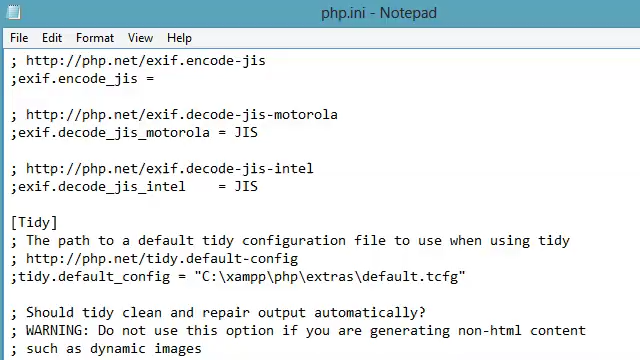 php.ini - Notepad
File Edit Format View Help
; http://php.net/exif.encode-jis
;exif.encode_jis =
; http://php.net/exif.decode-jis-motorola
;exif.decode_jis_motorola = JIS
; http://php.net/exif.decode-jis-intel
;exif.decode_jis_intel    = JIS
[Tidy]
; The path to a default tidy configuration file to use when using tidy
; http://php.net/tidy.default-config
;tidy.default_config = "C:\xampp\php\extras\default.tcfg"
; Should tidy clean and repair output automatically?
; WARNING: Do not use this option if you are generating non-html content
; such as dynamic images